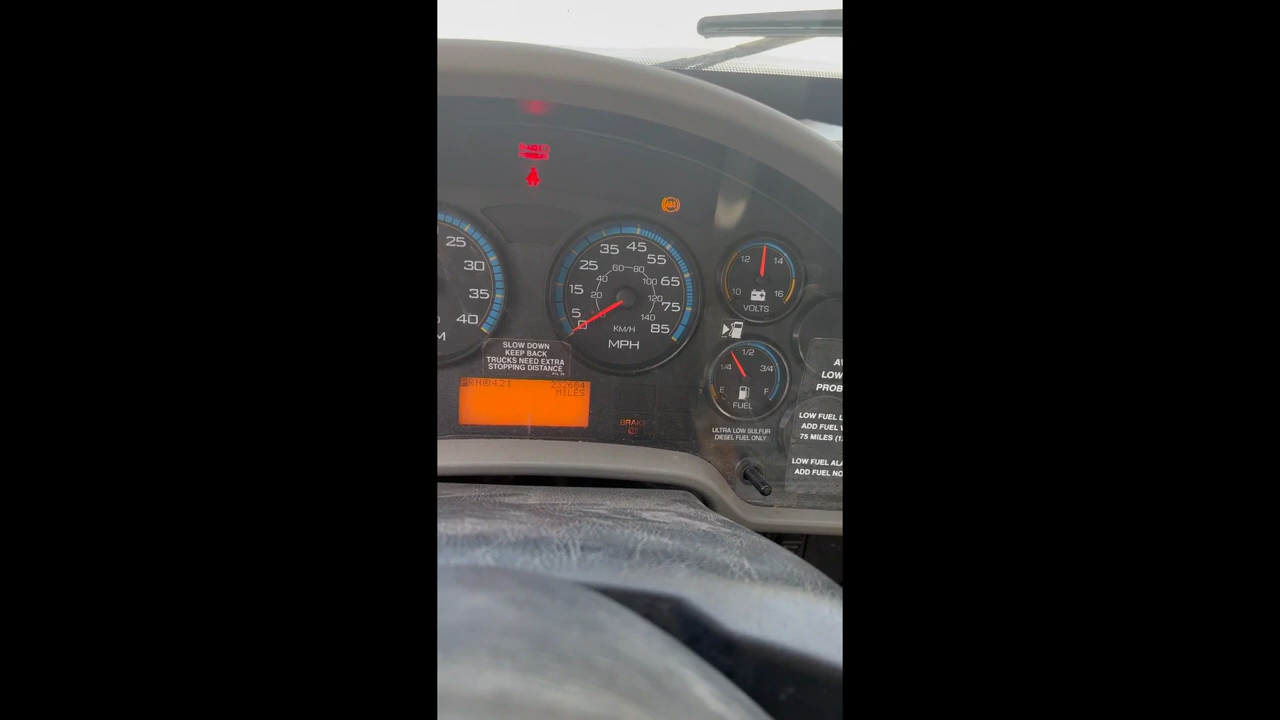 ABS
25
30
35
40
M
0
5
15
25
35
45
55
65
75
85
20
40
60
80
100
120
140
KM/H
MPH
10
12
14
16
VOLTS
E
1/4
1/2
3/4
F
FUEL
SLOW DOWN
KEEP BACK
TRUCKS NEED EXTRA
STOPPING DISTANCE
MILES
BRAKE
ULTRA LOW SULFUR
DIESEL FUEL ONLY
LOW
PROB
LOW FUEL L
ADD FUEL
75 MILES
LOW FUEL ALA
ADD FUEL NO